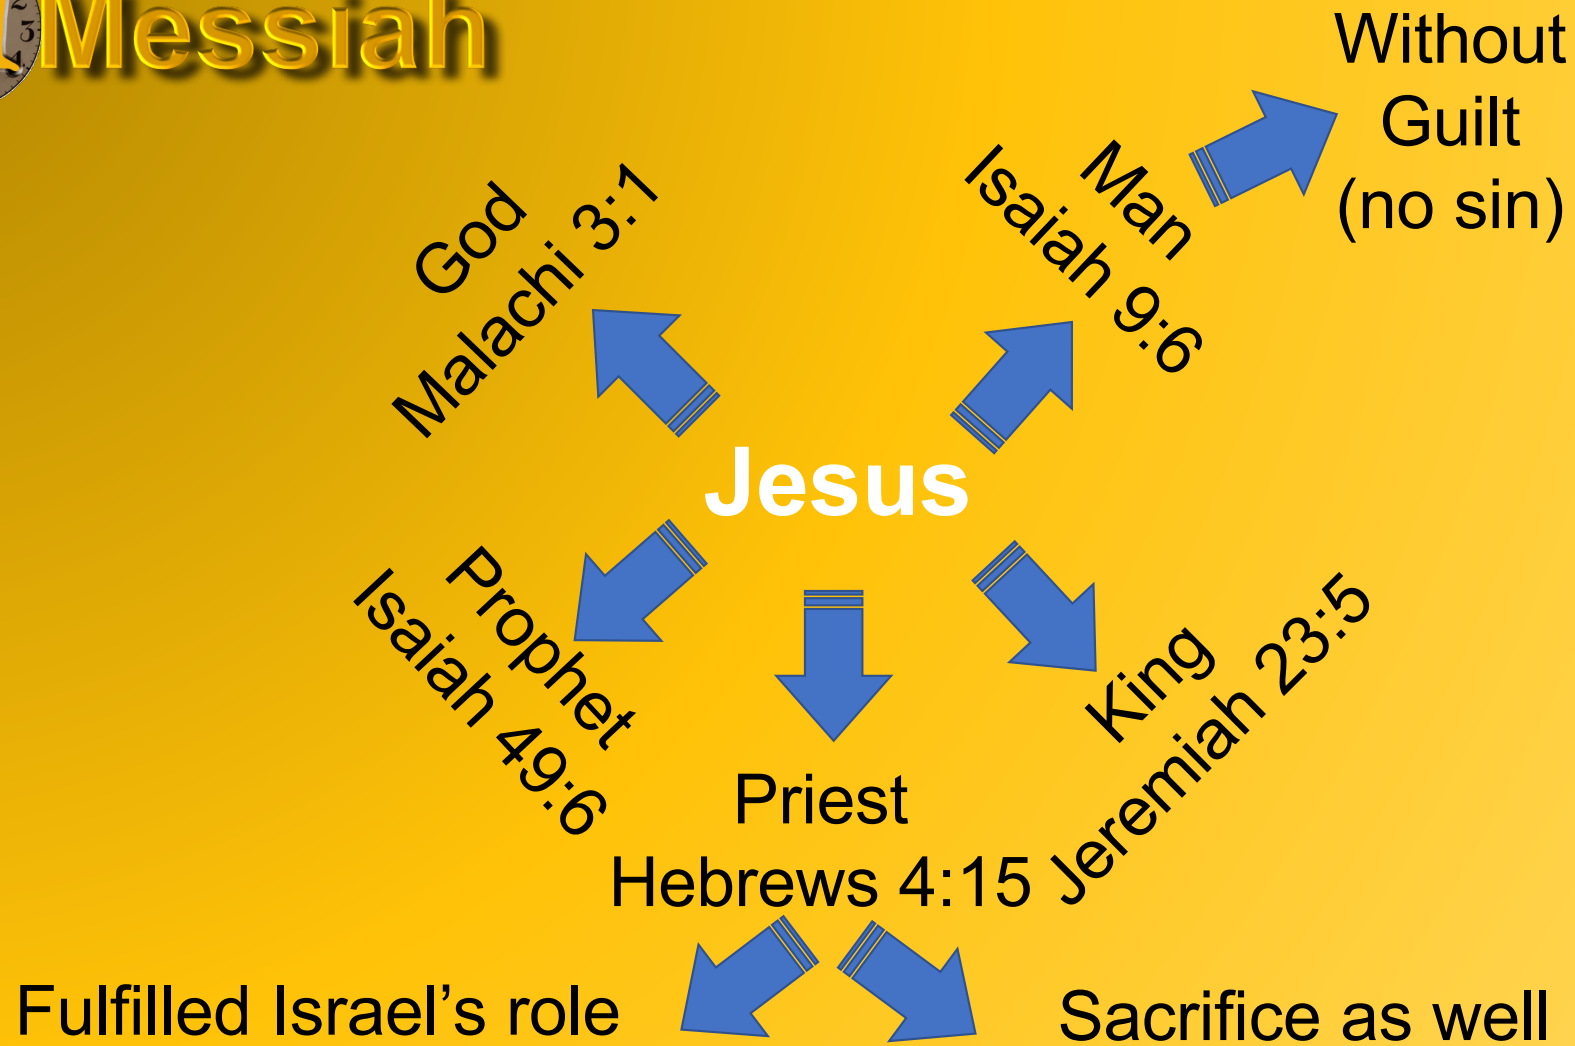 Messiah
Without
Guilt
(no sin)
God
Malachi 3:1
Man
Isaiah 9:6
Jesus
Prophet
Isaiah 49:6
King
Jeremiah 23:5
Priest
Hebrews 4:15
Fulfilled Israel’s role
Sacrifice as well